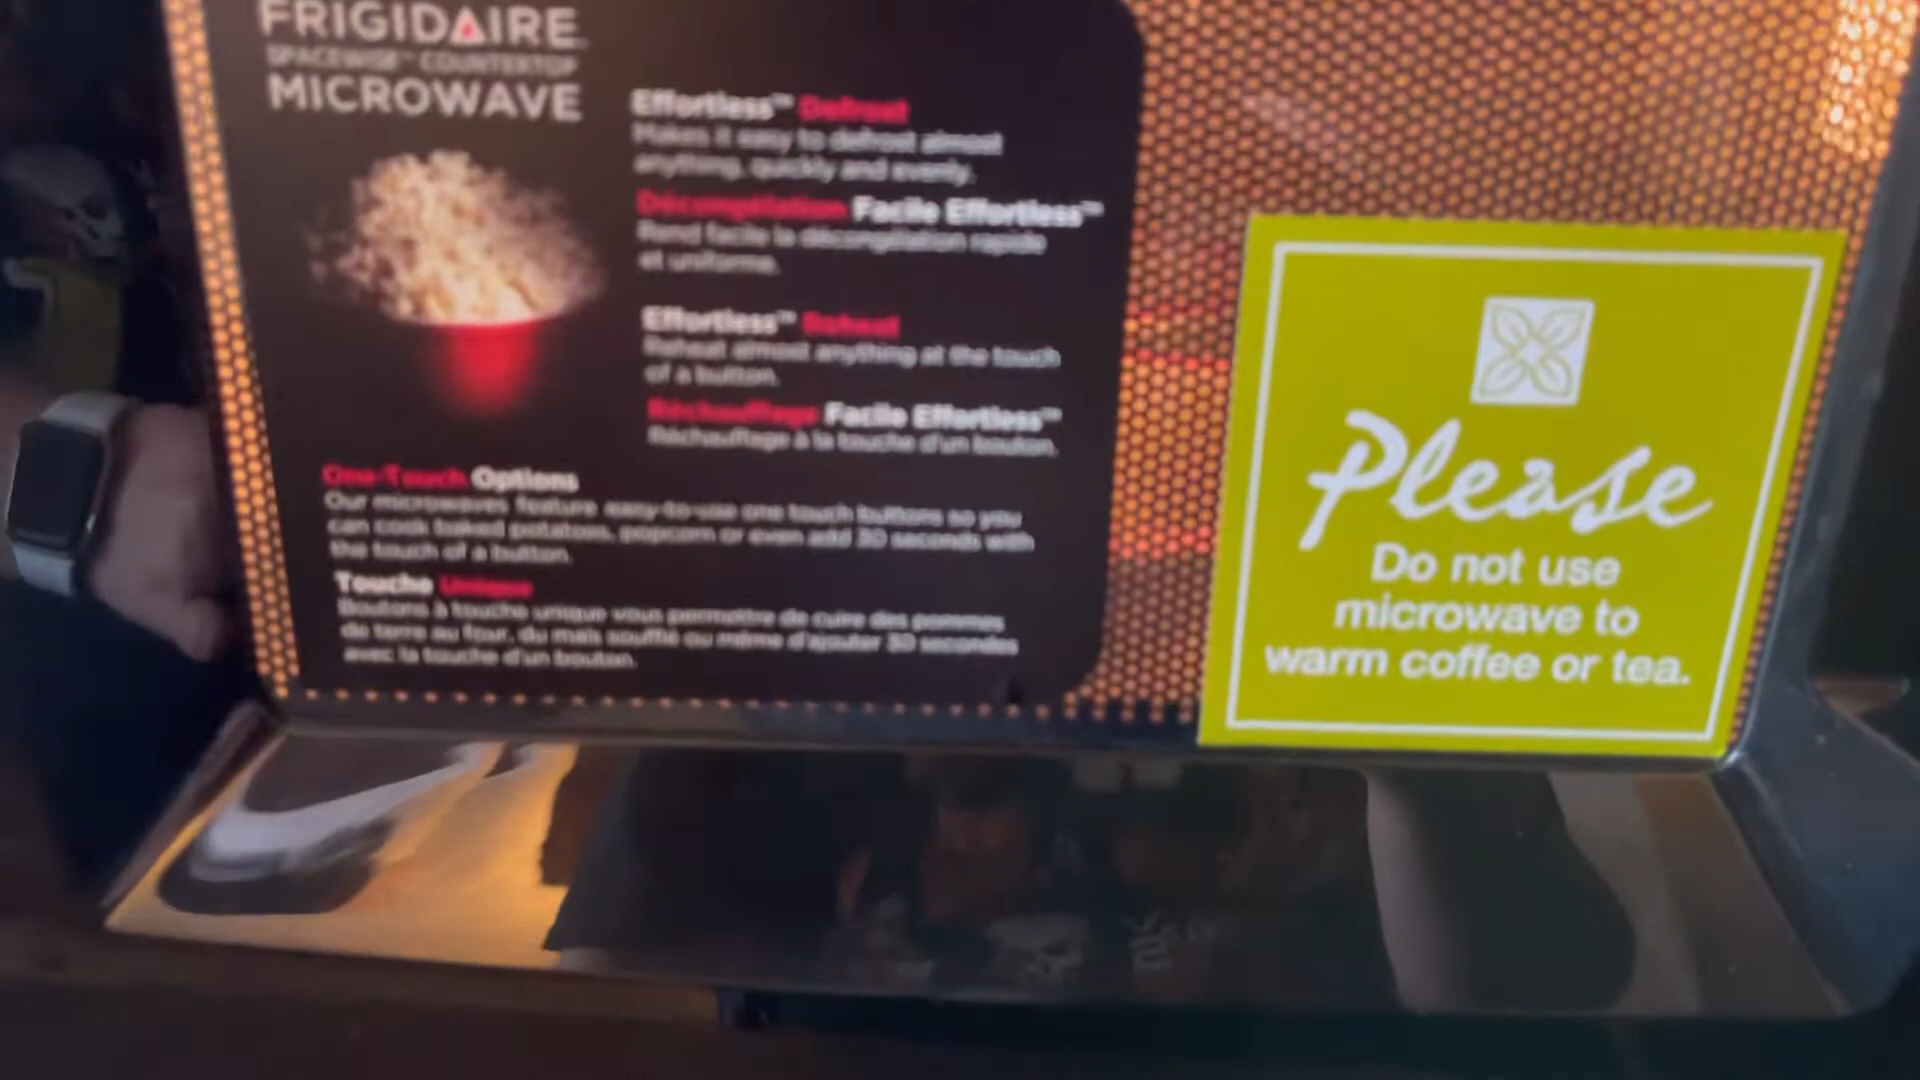 FRIGIDAIRE
SPACEWISE™ COUNTERTOP
MICROWAVE
Effortless™ Defrost
Makes it easy to defrost almost
anything, quickly and evenly.
Décongélation Facile Effortless™
Rend facile la décongélation rapide
et uniforme.
Effortless™ Reheat
Reheat almost anything at the touch
of a button.
Réchauffage Facile Effortless™
Réchauffage à la touche d'un bouton.
One-Touch Options
Our microwaves feature easy-to-use one touch buttons so you
can cook baked potatoes, popcorn or even add 30 seconds with
the touch of a button.
Touche Unique
Boutons à touche unique vous permettre de cuire des pommes
de terre au four, du maïs soufflé ou même d'ajouter 30 secondes
avec la touche d'un bouton.
Please
Do not use
microwave to
warm coffee or tea.